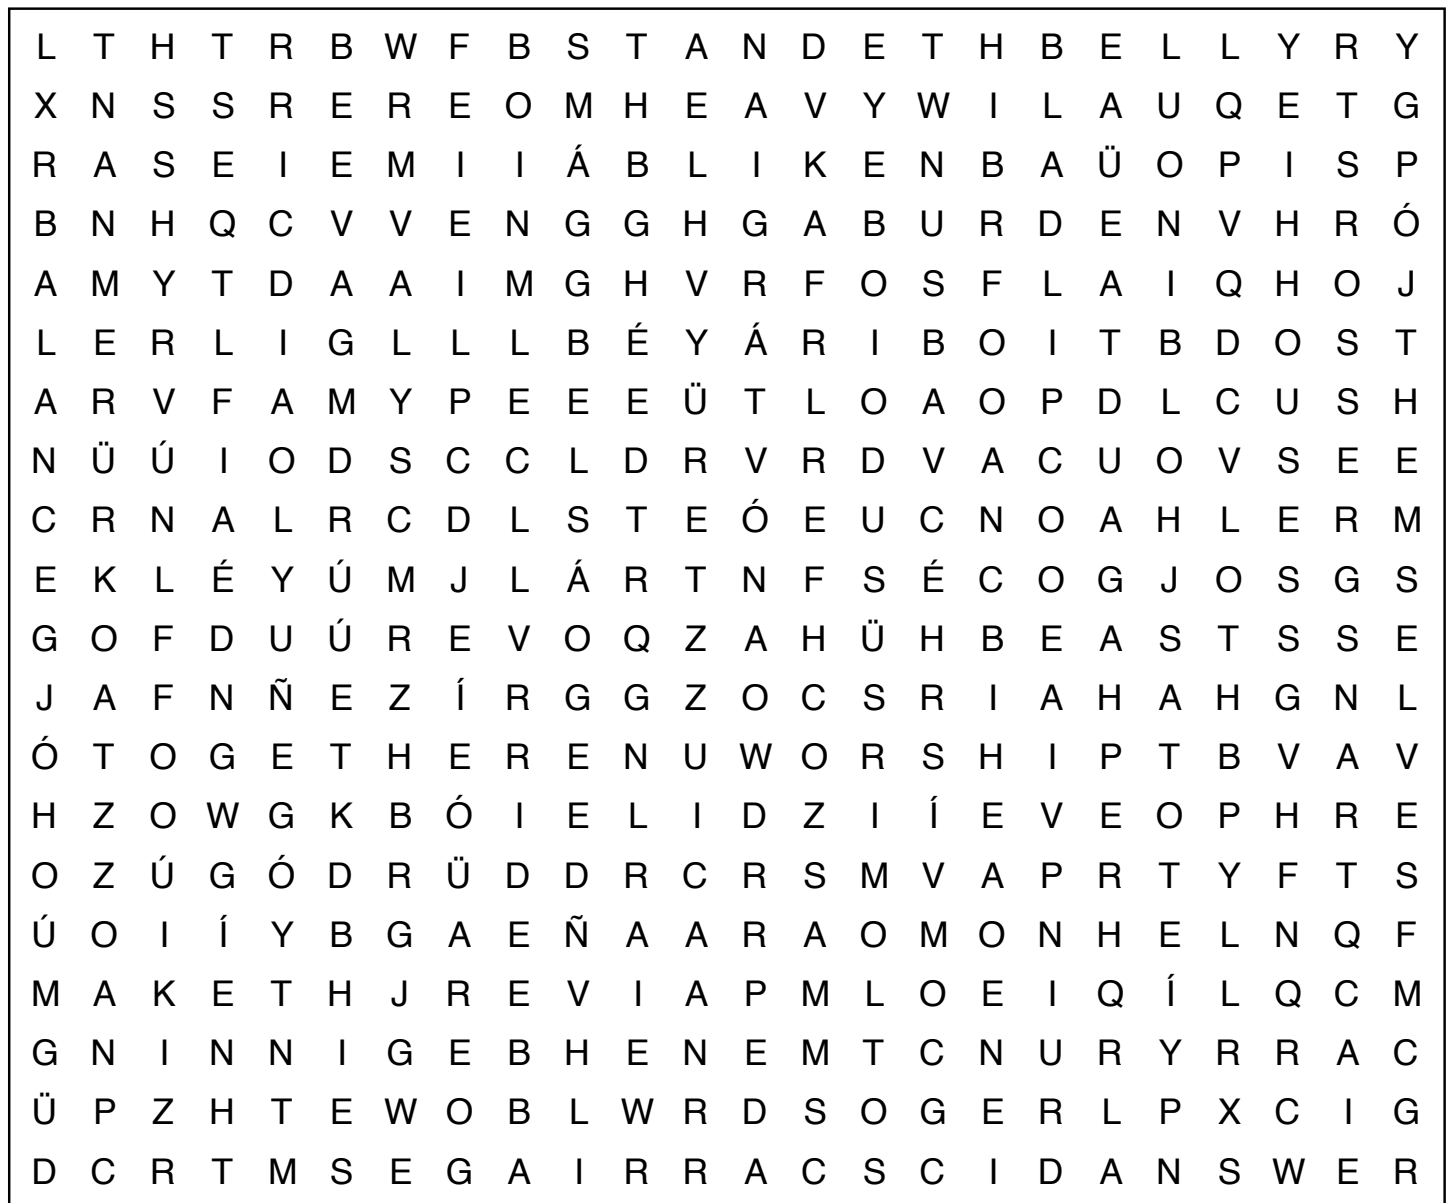 L T H T R B W F B S T A N D E T H B E L L Y R Y
X N S S R E R E O M H E A V Y W I L A U Q E T G
R A S E I E M I I Á B L I K E N B A Ü O P I S P
B N H Q C V V E N G G H G A B U R D E N V H R Ó
A M Y T D A A I M G H V R F O S F L A I Q H O J
L E R L I G L L L B É Y Á R I B O I T B D O S T
A R V F A M Y P E E E Ü T L O A O P D L C U S H
N Ü Ú I O D S C C L D R V R D V A C U O V S E E
C R N A L R C D L S T E Ó E U C N O A H L E R M
E K L É Y Ú M J L Á R T N F S É C O G J O S G S
G O F D U Ú R E V O Q Z A H Ü H B E A S T S S E
J A F N Ñ E Z Í R G G Z O C S R I A H A H G N L
Ó T O G E T H E R E N U W O R S H I P T B V A V
H Z O W G K B Ó I E L I D Z I Í E V E O P H R E
O Z Ú G Ó D R Ü D D R C R S M V A P R T Y F T S
Ú O I Í Y B G A E Ñ A A R A O M O N H E L N Q F
M A K E T H J R E V I A P M L O E I Q Í L Q C M
G N I N N I G E B H E N E M T C N U R Y R R A C
Ü P Z H T E W O B L W R D S O G E R L P X C I G
D C R T M S E G A I R R A C S C I D A N S W E R